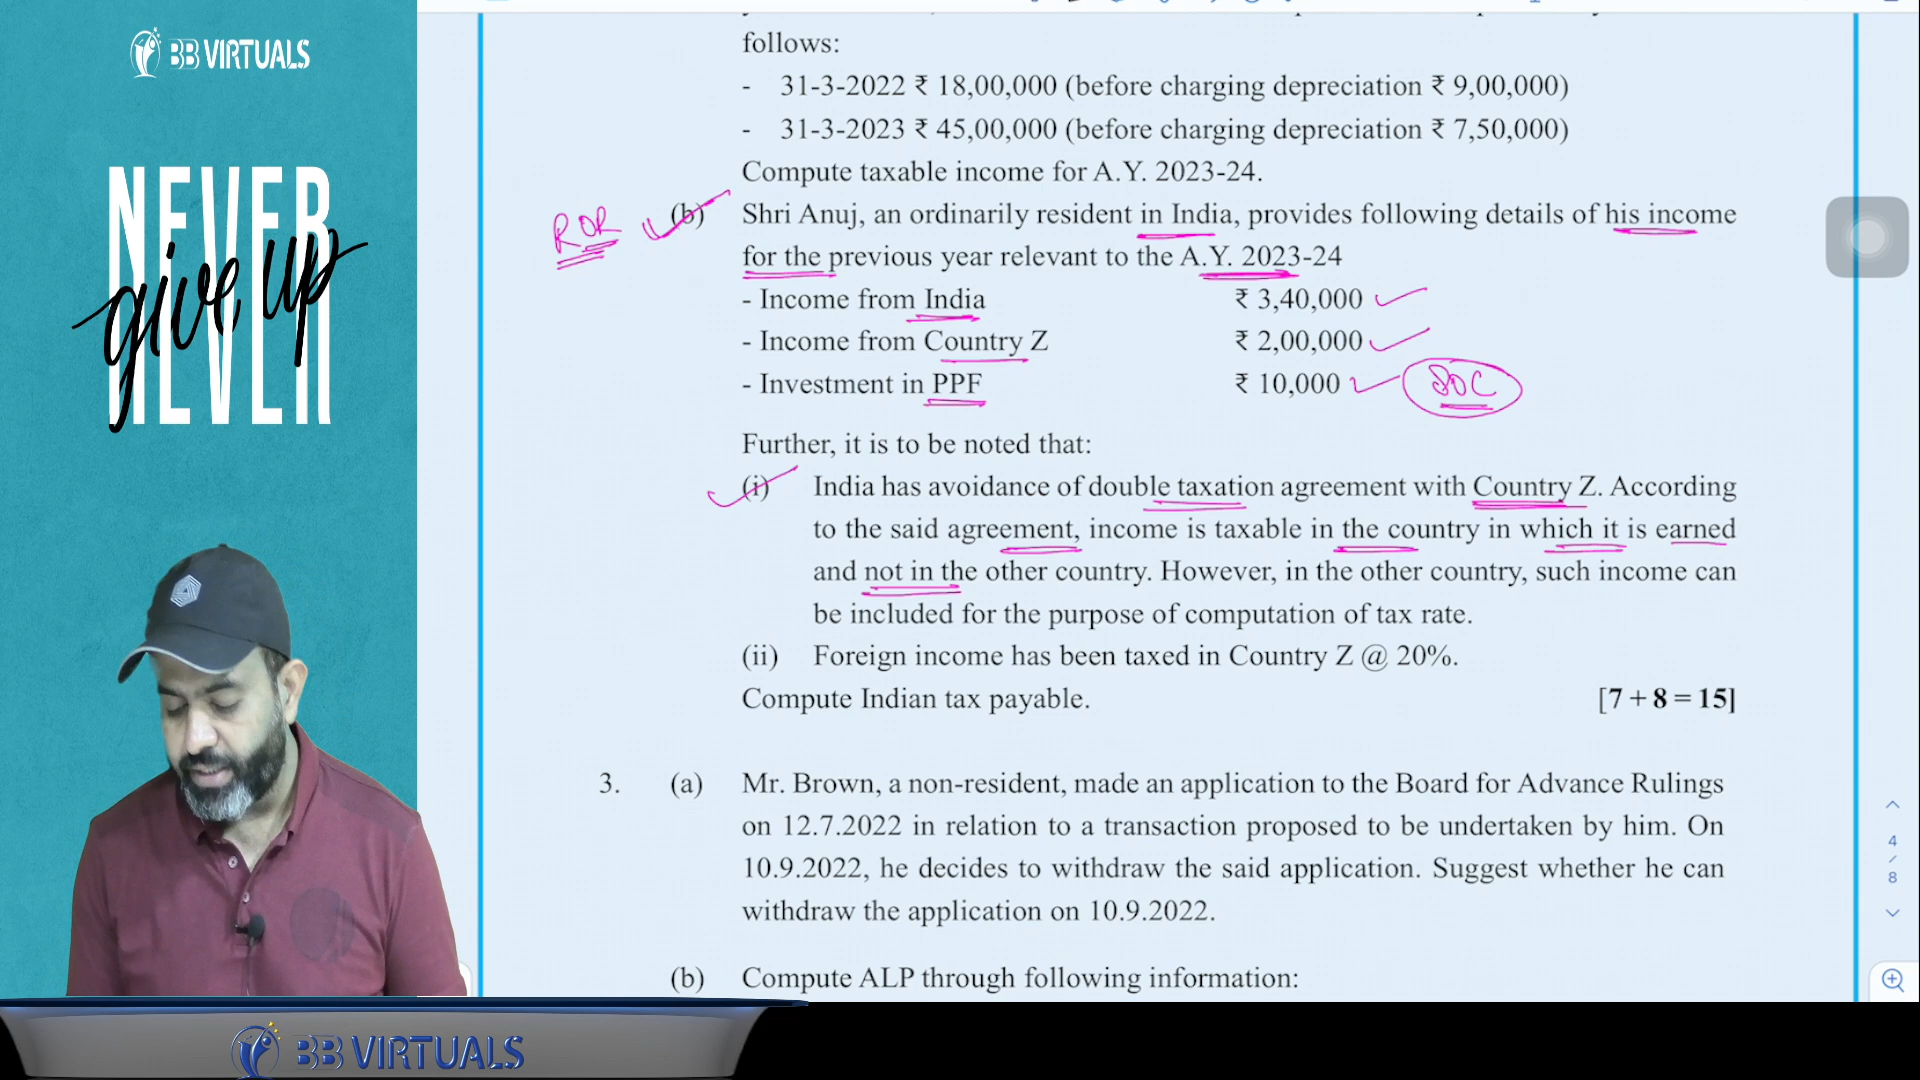 BB VIRTUALS
NEVER
give up
NEVER
follows:
- 31-3-2022 ₹ 18,00,000 (before charging depreciation ₹ 9,00,000)
- 31-3-2023 ₹ 45,00,000 (before charging depreciation ₹ 7,50,000)
Compute taxable income for A.Y. 2023-24.
ROR (b) Shri Anuj, an ordinarily resident in India, provides following details of his income
for the previous year relevant to the A.Y. 2023-24
- Income from India ₹ 3,40,000
- Income from Country Z ₹ 2,00,000
- Investment in PPF ₹ 10,000 80C
Further, it is to be noted that:
(i) India has avoidance of double taxation agreement with Country Z. According
to the said agreement, income is taxable in the country in which it is earned
and not in the other country. However, in the other country, such income can
be included for the purpose of computation of tax rate.
(ii) Foreign income has been taxed in Country Z @ 20%.
Compute Indian tax payable. [7 + 8 = 15]
3. (a) Mr. Brown, a non-resident, made an application to the Board for Advance Rulings
on 12.7.2022 in relation to a transaction proposed to be undertaken by him. On
10.9.2022, he decides to withdraw the said application. Suggest whether he can
withdraw the application on 10.9.2022.
4
/
8
(b) Compute ALP through following information:
BB VIRTUALS